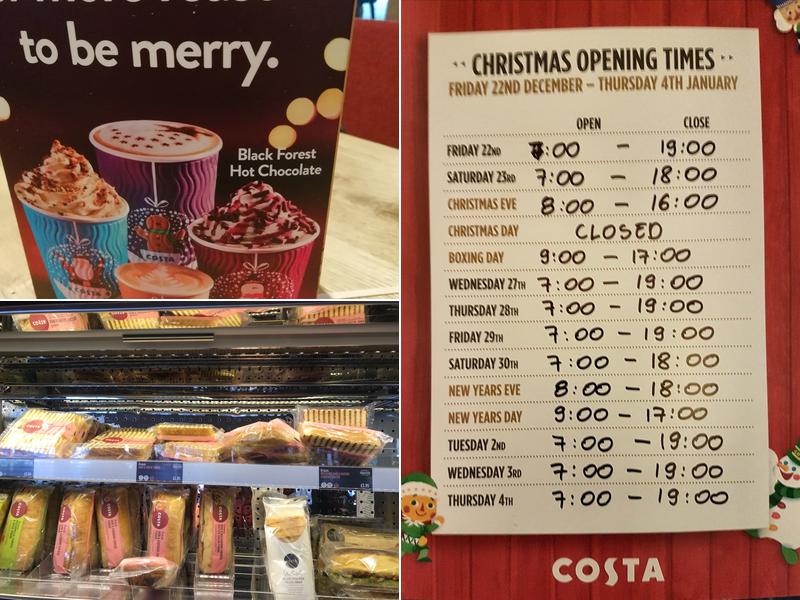 to be merry.
Black Forest
Hot Chocolate
COSTA
COSTA
CHRISTMAS OPENING TIMES
FRIDAY 22ND DECEMBER – THURSDAY 4TH JANUARY
OPEN CLOSE
FRIDAY 22ND 7:00 – 19:00
SATURDAY 23RD 7:00 – 18:00
CHRISTMAS EVE 8:00 – 16:00
CHRISTMAS DAY CLOSED
BOXING DAY 9:00 – 17:00
WEDNESDAY 27TH 7:00 – 19:00
THURSDAY 28TH 7:00 – 19:00
FRIDAY 29TH 7:00 – 19:00
SATURDAY 30TH 7:00 – 18:00
NEW YEARS EVE 8:00 – 18:00
NEW YEARS DAY 9:00 – 17:00
TUESDAY 2ND 7:00 – 19:00
WEDNESDAY 3RD 7:00 – 19:00
THURSDAY 4TH 7:00 – 19:00
COSTA